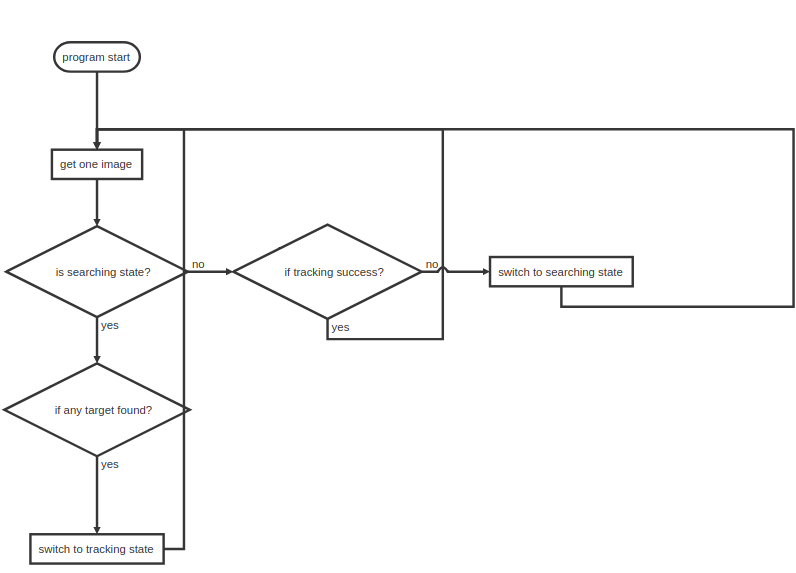 program start
get one image
is searching state?
no
if tracking success?
no
switch to searching state
yes
yes
if any target found?
yes
switch to tracking state